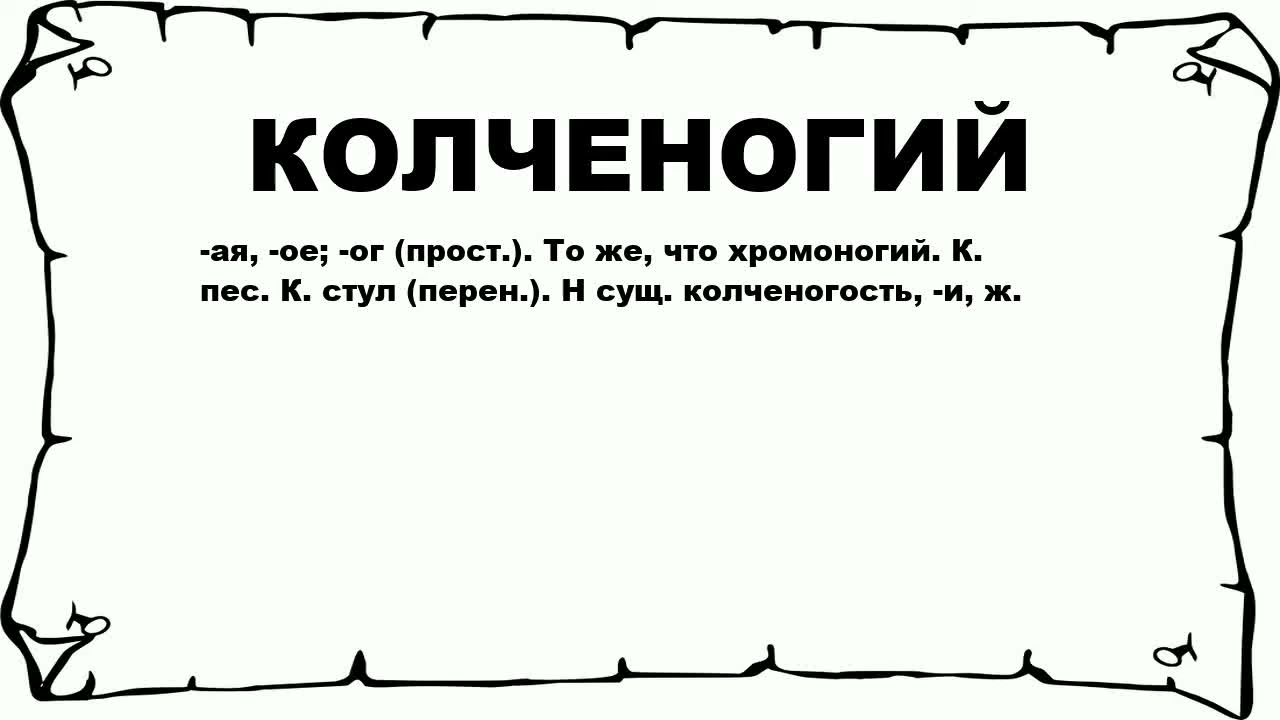 КОЛЧЕНОГИЙ
-ая, -ое; -ог (прост.). То же, что хромоногий. К.
пес. К. стул (перен.). Н сущ. колченогость, -и, ж.